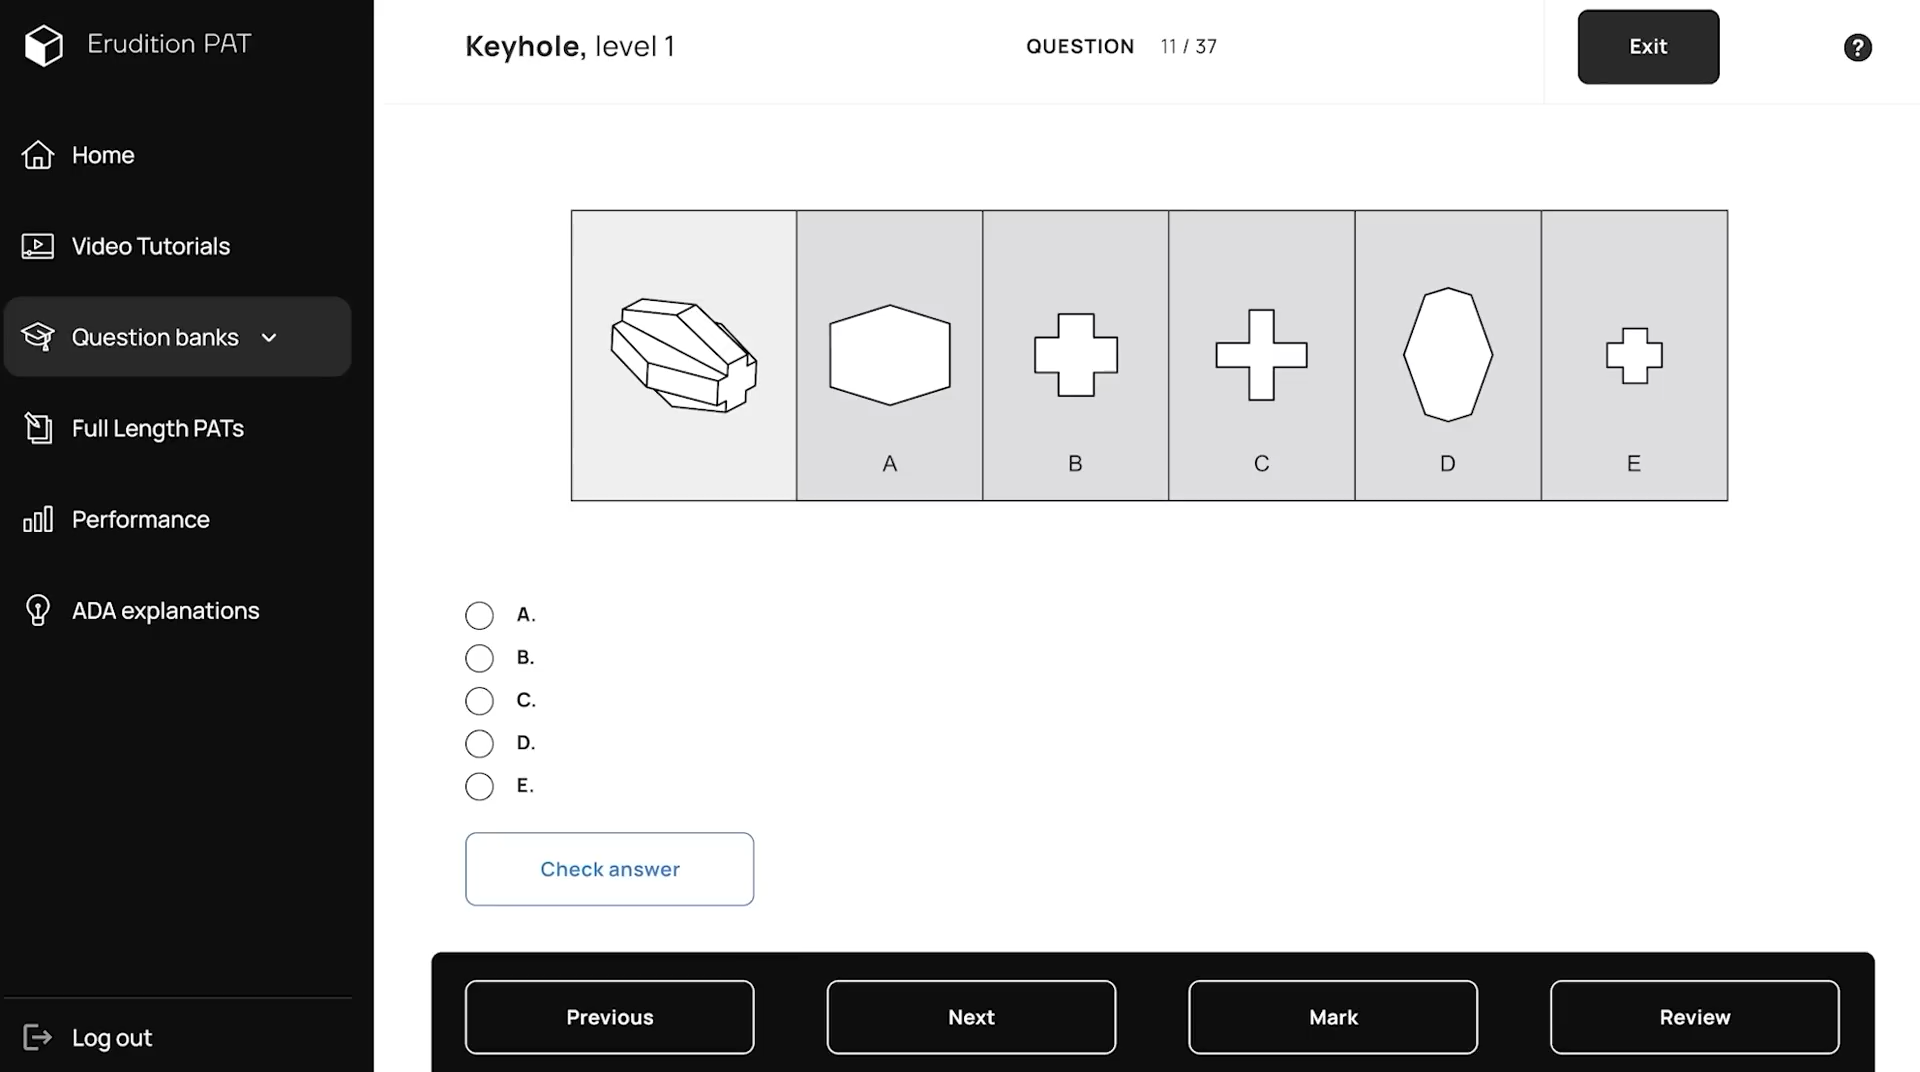 Erudition PAT
Home
Video Tutorials
Question banks
Full Length PATs
Performance
ADA explanations
Log out
Keyhole, level 1
QUESTION 11 / 37
Exit
?
A B C D E
A.
B.
C.
D.
E.
Check answer
Previous Next Mark Review